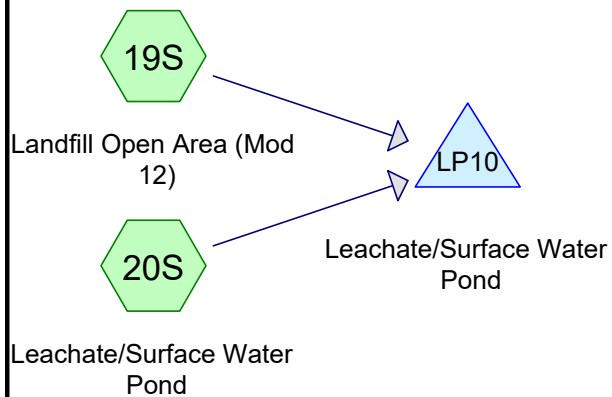 19S
Landfill Open Area (Mod
12)
LP10
Leachate/Surface Water
Pond
20S
Leachate/Surface Water
Pond